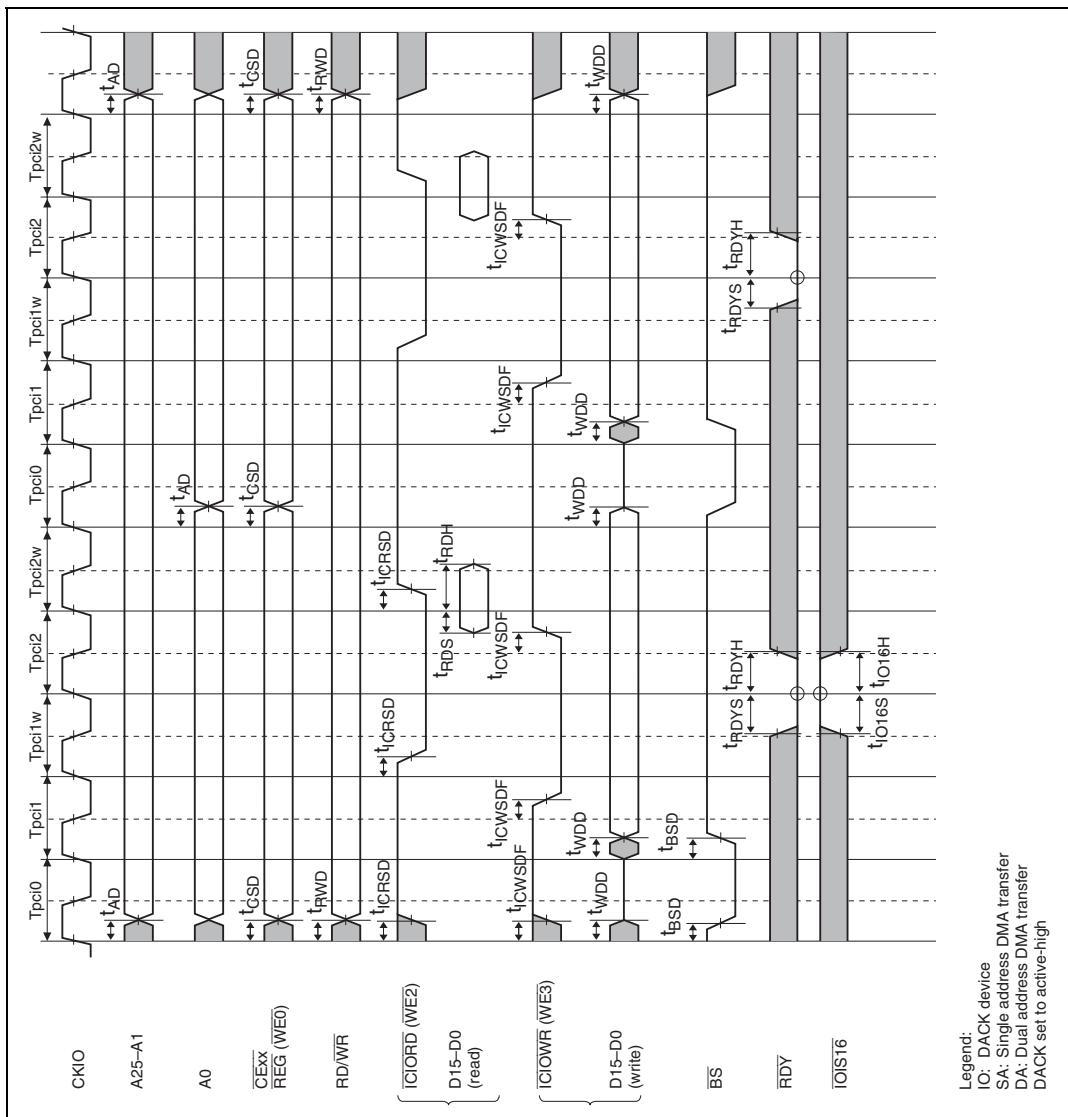 Tpci0 Tpci1 Tpci1w Tpci2 Tpci2w Tpci0 Tpci1 Tpci1w Tpci2 Tpci2w
CKIO
tAD tAD
A25–A1
tAD
A0
tCSD tCSD tCSD
CExx
REG (WE0)
tRWD tRWD
RD/WR
tICRSD tICRSD tICRSD
ICIORD (WE2)
tRDS tRDH
D15–D0
(read)
tICWSDF tICWSDF tICWSDF tICWSDF tICWSDF
ICIOWR (WE3)
tWDD tWDD tWDD tWDD tWDD
D15–D0
(write)
tBSD tBSD
BS
tRDYS tRDYH tRDYS tRDYH
RDY
IOIS16
tIO16S tIO16H
Legend:
IO: DACK device
SA: Single address DMA transfer
DA: Dual address DMA transfer
DACK set to active-high